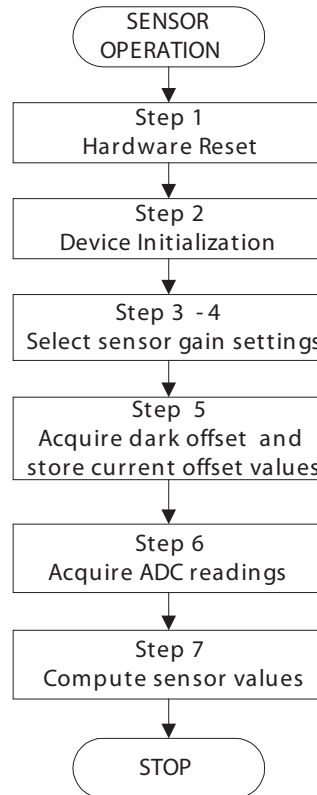 SENSOR
OPERATION
Step 1
Hardware Reset
Step 2
Device Initialization
Step 3 - 4
Select sensor gain settings
Step 5
Acquire dark offset and
store current offset values
Step 6
Acquire ADC readings
Step 7
Compute sensor values
STOP